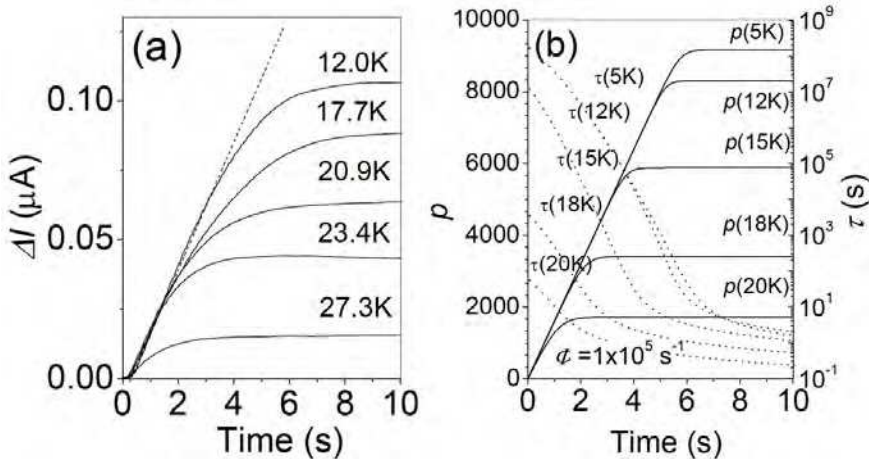 (a)
12.0K
17.7K
20.9K
23.4K
27.3K
0.10
0.05
0.00
ΔI (μA)
0 2 4 6 8 10
Time (s)
(b)
10000
8000
6000
4000
2000
0
p
p(5K)
p(12K)
p(15K)
p(18K)
p(20K)
τ(5K)
τ(12K)
τ(15K)
τ(18K)
τ(20K)
=1x10⁵ s⁻¹
10⁹
10⁷
10⁵
10³
10¹
10⁻¹
τ (s)
0 2 4 6 8 10
Time (s)